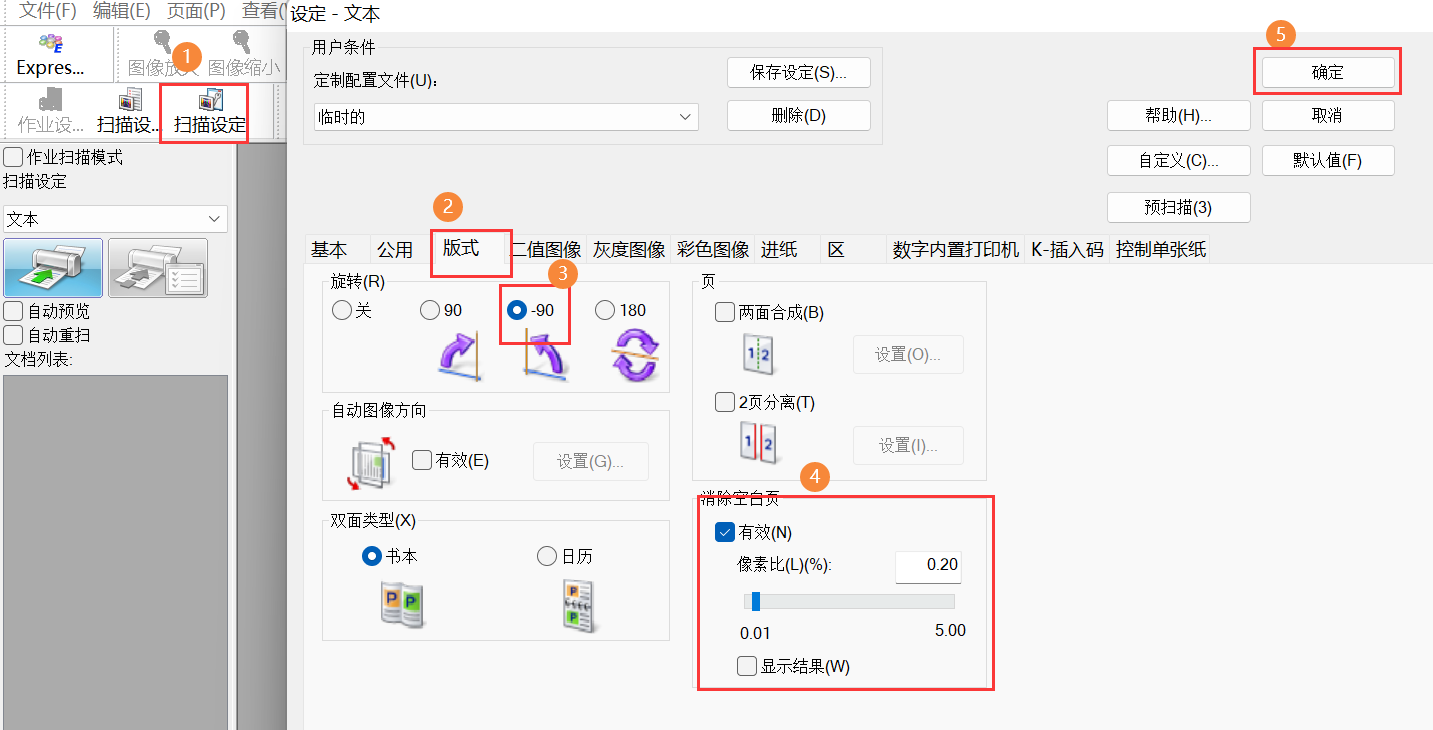 文件(F) 编辑(E) 页面(P) 查看(
设定 - 文本
Expres...
图像放大 图像缩小
1
作业设... 扫描设... 扫描设定
作业扫描模式
扫描设定
文本
自动预览
自动重扫
文档列表:
用户条件
定制配置文件(U):
临时的
保存设定(S)...
删除(D)
5
确定
帮助(H)...
取消
自定义(C)...
默认值(F)
预扫描(3)
2
基本 公用 版式 二值图像 灰度图像 彩色图像 进纸 区 数字内置打印机 K-插入码 控制单张纸
3
旋转(R)
关 90 -90 180
自动图像方向
有效(E)
设置(G)...
双面类型(X)
书本 日历
P P
P
P
页
两面合成(B)
1 2
设置(O)...
2页分离(T)
1 2
设置(I)...
4
消除空白页
有效(N)
像素比(L)(%):
0.20
0.01 5.00
显示结果(W)